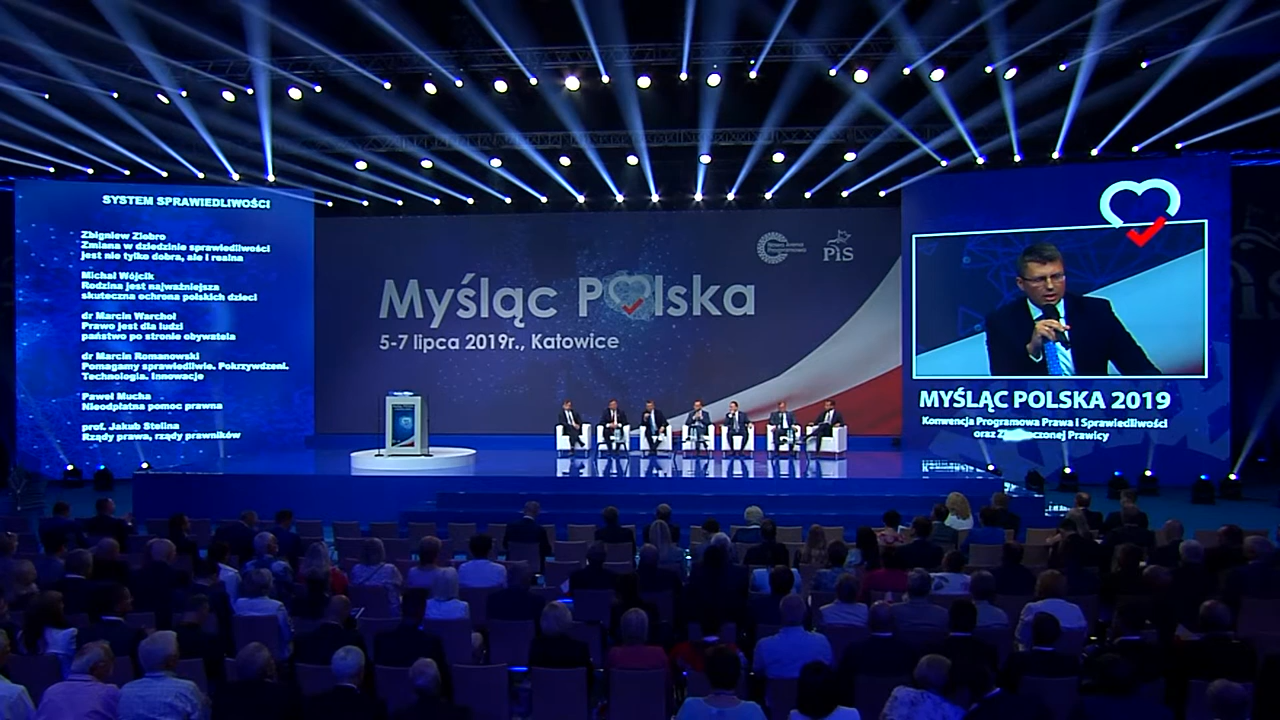 SYSTEM SPRAWIEDLIWOŚCI
Zbigniew Ziobro
Zmiana w dziedzinie sprawiedliwości
jest nie tylko dobra, ale i realna
Michał Wójcik
Rodzina jest najważniejsza
skuteczna ochrona polskich dzieci
dr Marcin Warchoł
Prawo jest dla ludzi
państwo po stronie obywatela
dr Marcin Romanowski
Pomagamy sprawiedliwie. Pokrzywdzeni.
Technologia. Innowacje
Paweł Mucha
Nieodpłatna pomoc prawna
prof. Jakub Stelina
Rządy prawa, rządy prawników
PiS
Myśląc Polska
5-7 lipca 2019r., Katowice
MYŚLĄC POLSKA 2019
Konwencja Programowa Prawa i Sprawiedliwości
oraz Prawicy